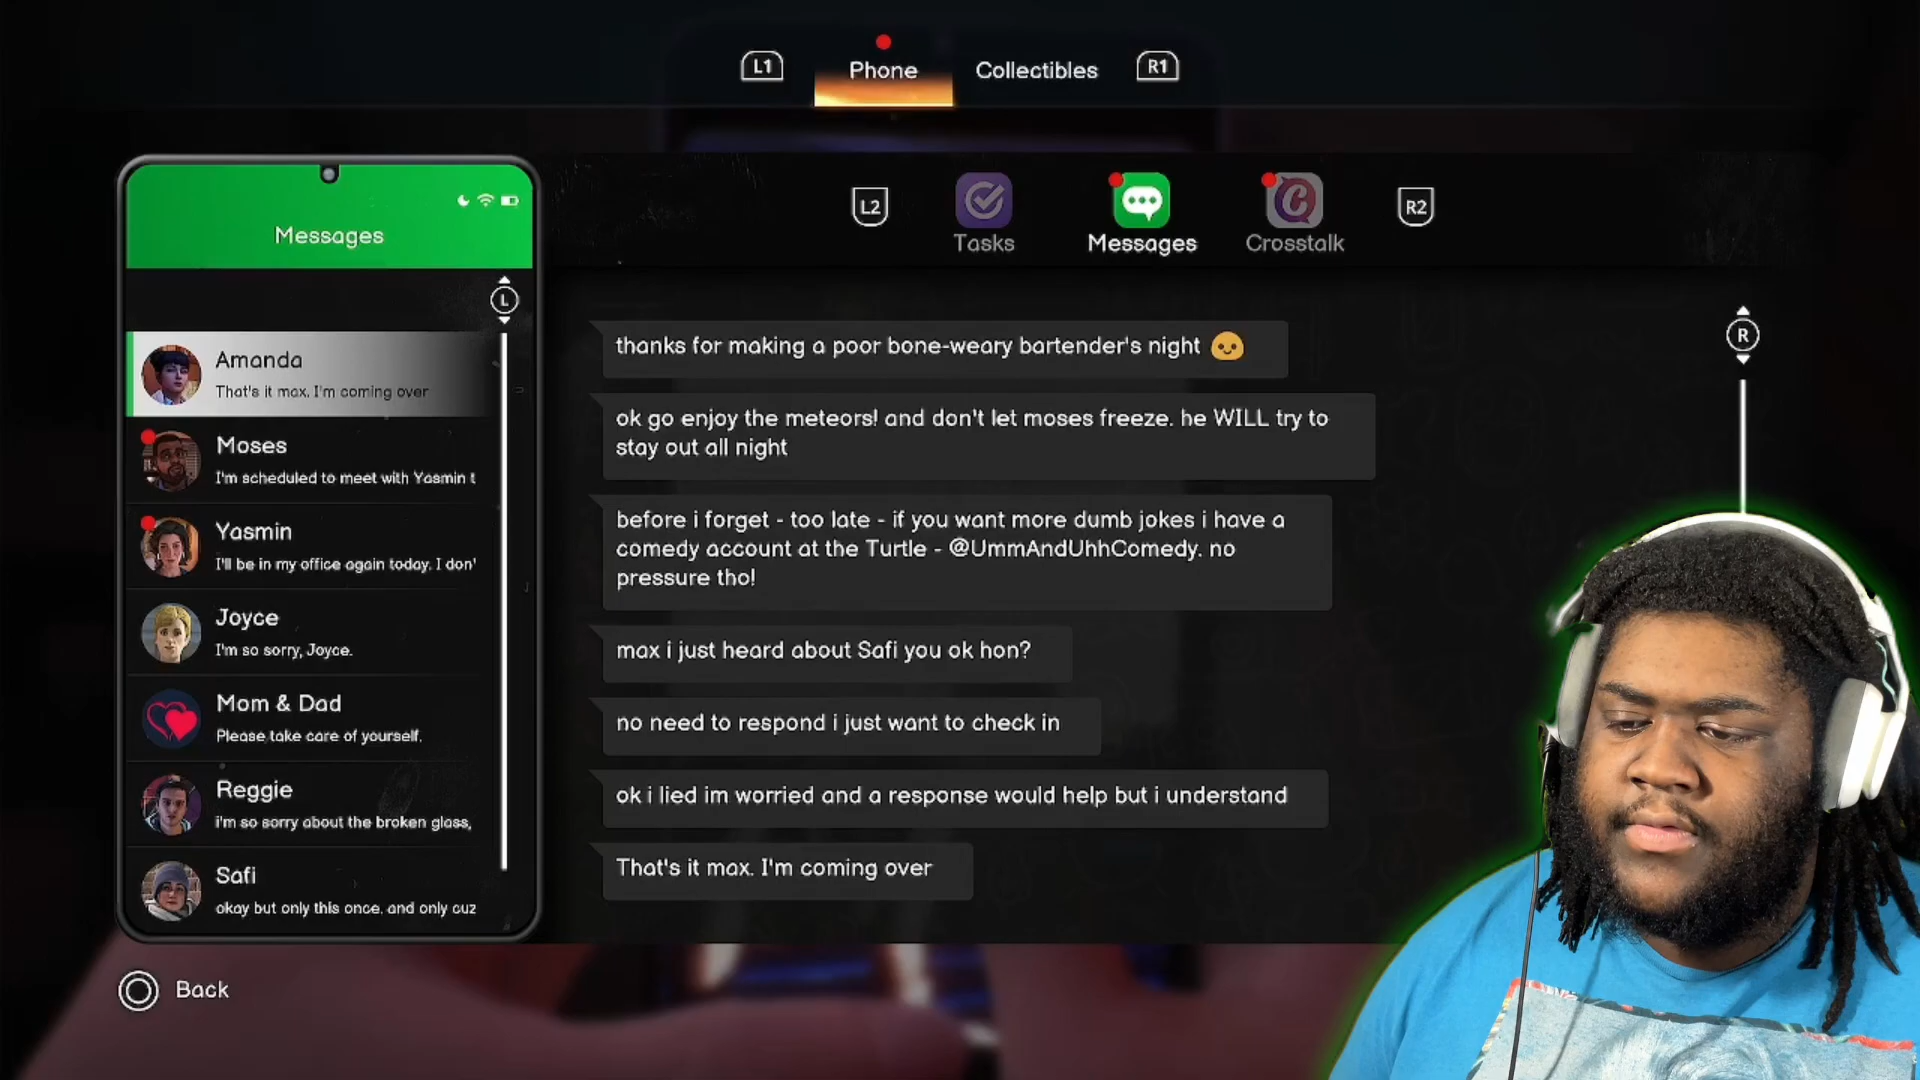 L1
Phone
Collectibles
R1
Messages
L2
Tasks
Messages
Crosstalk
R2
L
R
Amanda
That's it max. I'm coming over
Moses
I'm scheduled to meet with Yasmin t
Yasmin
I'll be in my office again today. I don'
Joyce
I'm so sorry, Joyce.
Mom & Dad
Please take care of yourself.
Reggie
i'm so sorry about the broken glass,
Safi
okay but only this once. and only cuz
thanks for making a poor bone-weary bartender's night
ok go enjoy the meteors! and don't let moses freeze. he WILL try to
stay out all night
before i forget - too late - if you want more dumb jokes i have a
comedy account at the Turtle - @UmmAndUhhComedy. no
pressure tho!
max i just heard about Safi you ok hon?
no need to respond i just want to check in
ok i lied im worried and a response would help but i understand
That's it max. I'm coming over
Back